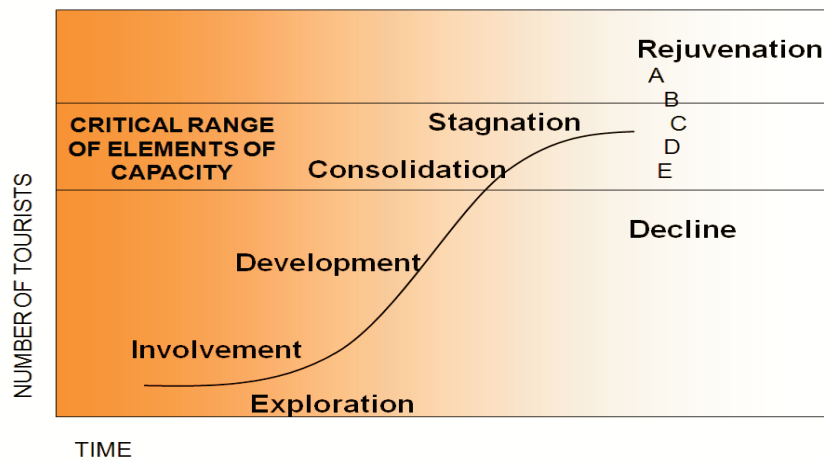 Rejuvenation
A
B
CRITICAL RANGE
OF ELEMENTS OF
CAPACITY
Stagnation
C
D
Consolidation
E
Decline
Development
Involvement
Exploration
NUMBER OF TOURISTS
TIME